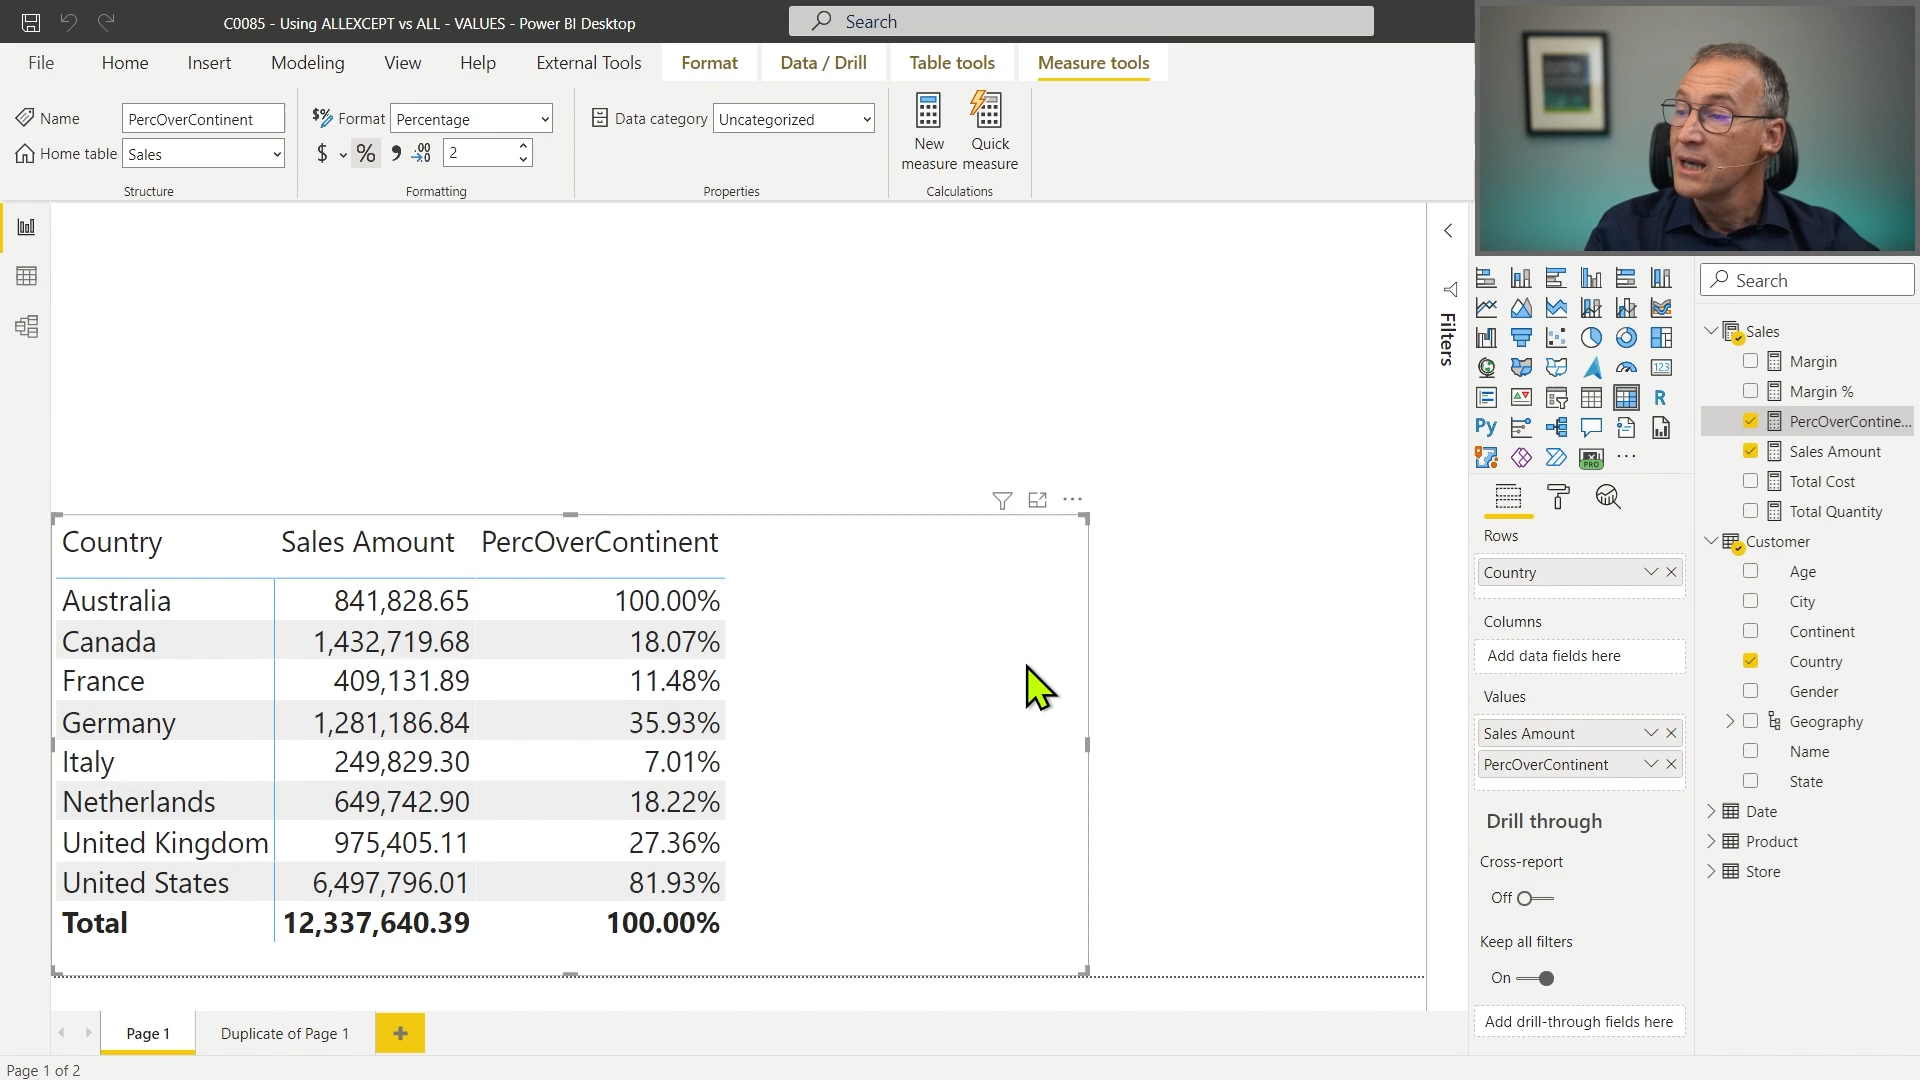 C0085 - Using ALLEXCEPT vs ALL - VALUES - Power BI Desktop
Search
File Home Insert Modeling View Help External Tools Format Data / Drill Table tools Measure tools
Name PercOverContinent
Home table Sales
Structure
Format Percentage
$ % 9 .00 2
Formatting
Data category Uncategorized
Properties
New measure
Quick measure
Calculations
Country Sales Amount PercOverContinent
Australia 841,828.65 100.00%
Canada 1,432,719.68 18.07%
France 409,131.89 11.48%
Germany 1,281,186.84 35.93%
Italy 249,829.30 7.01%
Netherlands 649,742.90 18.22%
United Kingdom 975,405.11 27.36%
United States 6,497,796.01 81.93%
Total 12,337,640.39 100.00%
Filters
123
R
Py
PRO
Rows
Country
Columns
Add data fields here
Values
Sales Amount
PercOverContinent
Drill through
Cross-report
Off
Keep all filters
On
Add drill-through fields here
Search
Sales
Margin
Margin %
PercOverContine...
Sales Amount
Total Cost
Total Quantity
Customer
Age
City
Continent
Country
Gender
Geography
Name
State
Date
Product
Store
Page 1
Duplicate of Page 1
+
Page 1 of 2